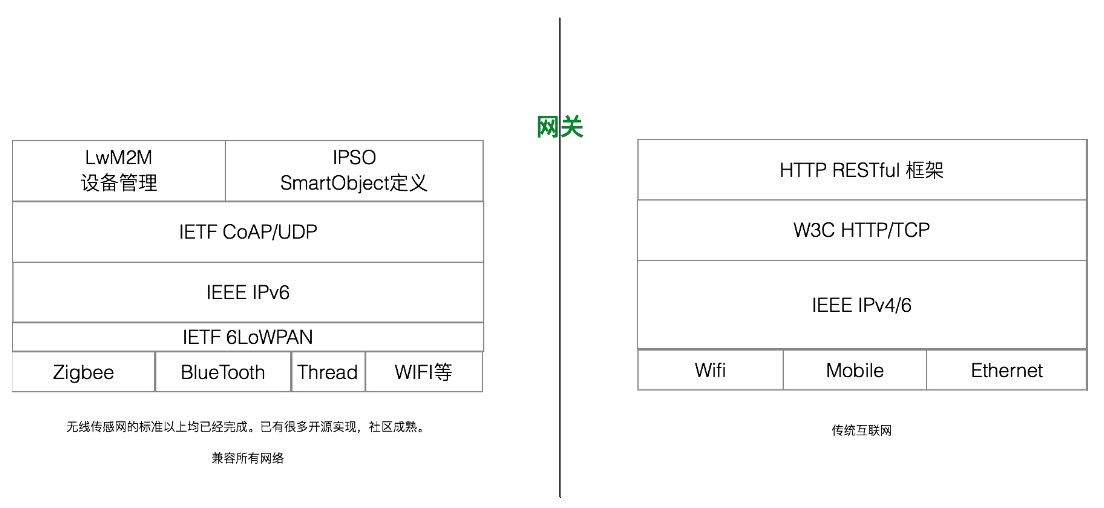 网关
LwM2M
设备管理
IPSO
SmartObject定义
IETF CoAP/UDP
IEEE IPv6
IETF 6LoWPAN
Zigbee
BlueTooth
Thread
WIFI等
无线传感网的标准以上均已经完成。已有很多开源实现，社区成熟。
兼容所有网络
HTTP RESTful 框架
W3C HTTP/TCP
IEEE IPv4/6
Wifi
Mobile
Ethernet
传统互联网